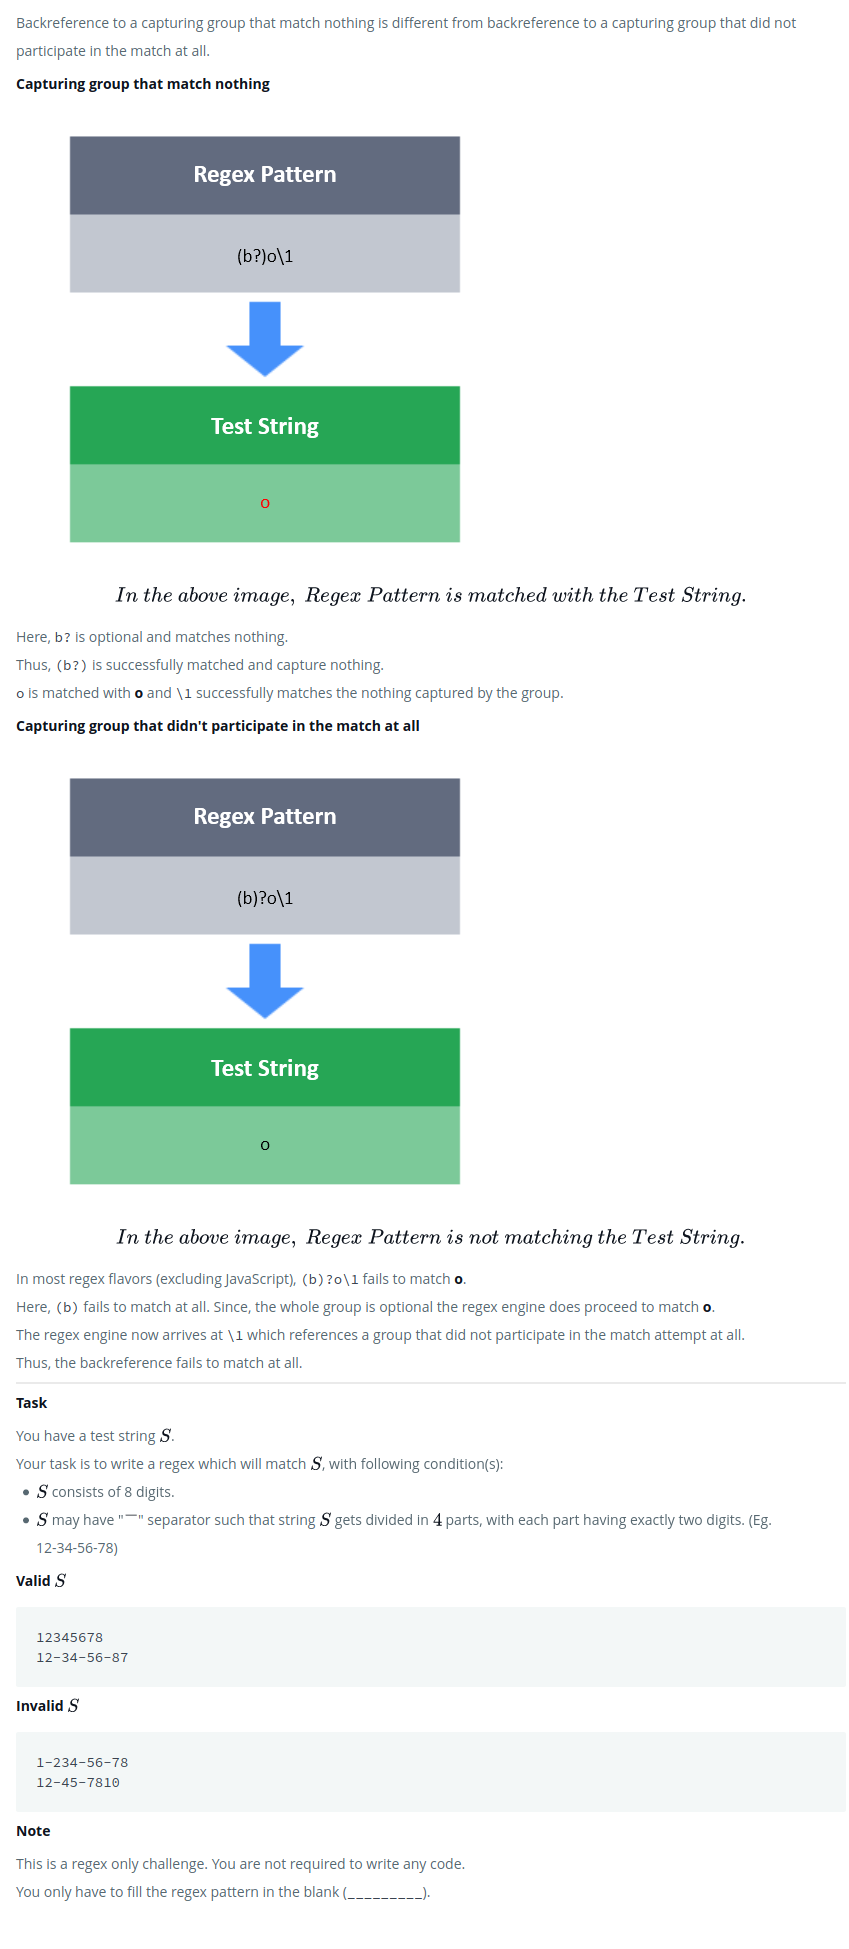 Backreference to a capturing group that match nothing is different from backreference to a capturing group that did not
participate in the match at all.
Capturing group that match nothing
Regex Pattern
(b?)o\1
Test String
o
In the above image, Regex Pattern is matched with the Test String.
Here, b? is optional and matches nothing.
Thus, (b?) is successfully matched and capture nothing.
o is matched with o and \1 successfully matches the nothing captured by the group.
Capturing group that didn't participate in the match at all
Regex Pattern
(b)?o\1
Test String
o
In the above image, Regex Pattern is not matching the Test String.
In most regex flavors (excluding JavaScript), (b)?o\1 fails to match o.
Here, (b) fails to match at all. Since, the whole group is optional the regex engine does proceed to match o.
The regex engine now arrives at \1 which references a group that did not participate in the match attempt at all.
Thus, the backreference fails to match at all.
Task
You have a test string S.
Your task is to write a regex which will match S, with following condition(s):
• S consists of 8 digits.
• S may have "−" separator such that string S gets divided in 4 parts, with each part having exactly two digits. (Eg.
12-34-56-78)
Valid S
12345678
12-34-56-87
Invalid S
1-234-56-78
12-45-7810
Note
This is a regex only challenge. You are not required to write any code.
You only have to fill the regex pattern in the blank (_________).